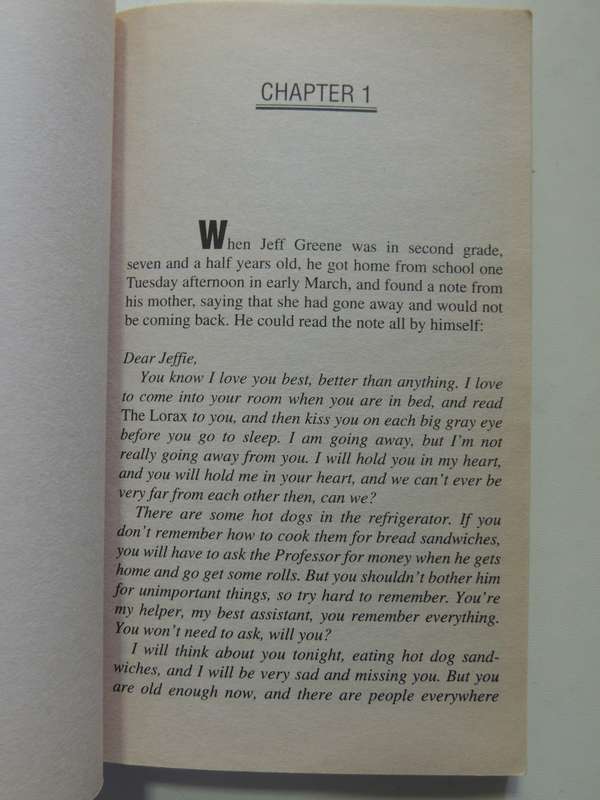 CHAPTER 1
When Jeff Greene was in second grade,
seven and a half years old, he got home from school one
Tuesday afternoon in early March, and found a note from
his mother, saying that she had gone away and would not
be coming back. He could read the note all by himself:
Dear Jeffie,
You know I love you best, better than anything. I love
to come into your room when you are in bed, and read
The Lorax to you, and then kiss you on each big gray eye
before you go to sleep. I am going away, but I'm not
really going away from you. I will hold you in my heart,
and you will hold me in your heart, and we can't ever be
very far from each other then, can we?
There are some hot dogs in the refrigerator. If you
don't remember how to cook them for bread sandwiches,
you will have to ask the Professor for money when he gets
home and go get some rolls. But you shouldn't bother him
for unimportant things, so try hard to remember. You're
my helper, my best assistant, you remember everything.
You won't need to ask, will you?
I will think about you tonight, eating hot dog sand-
wiches, and I will be very sad and missing you. But you
are old enough now, and there are people everywhere